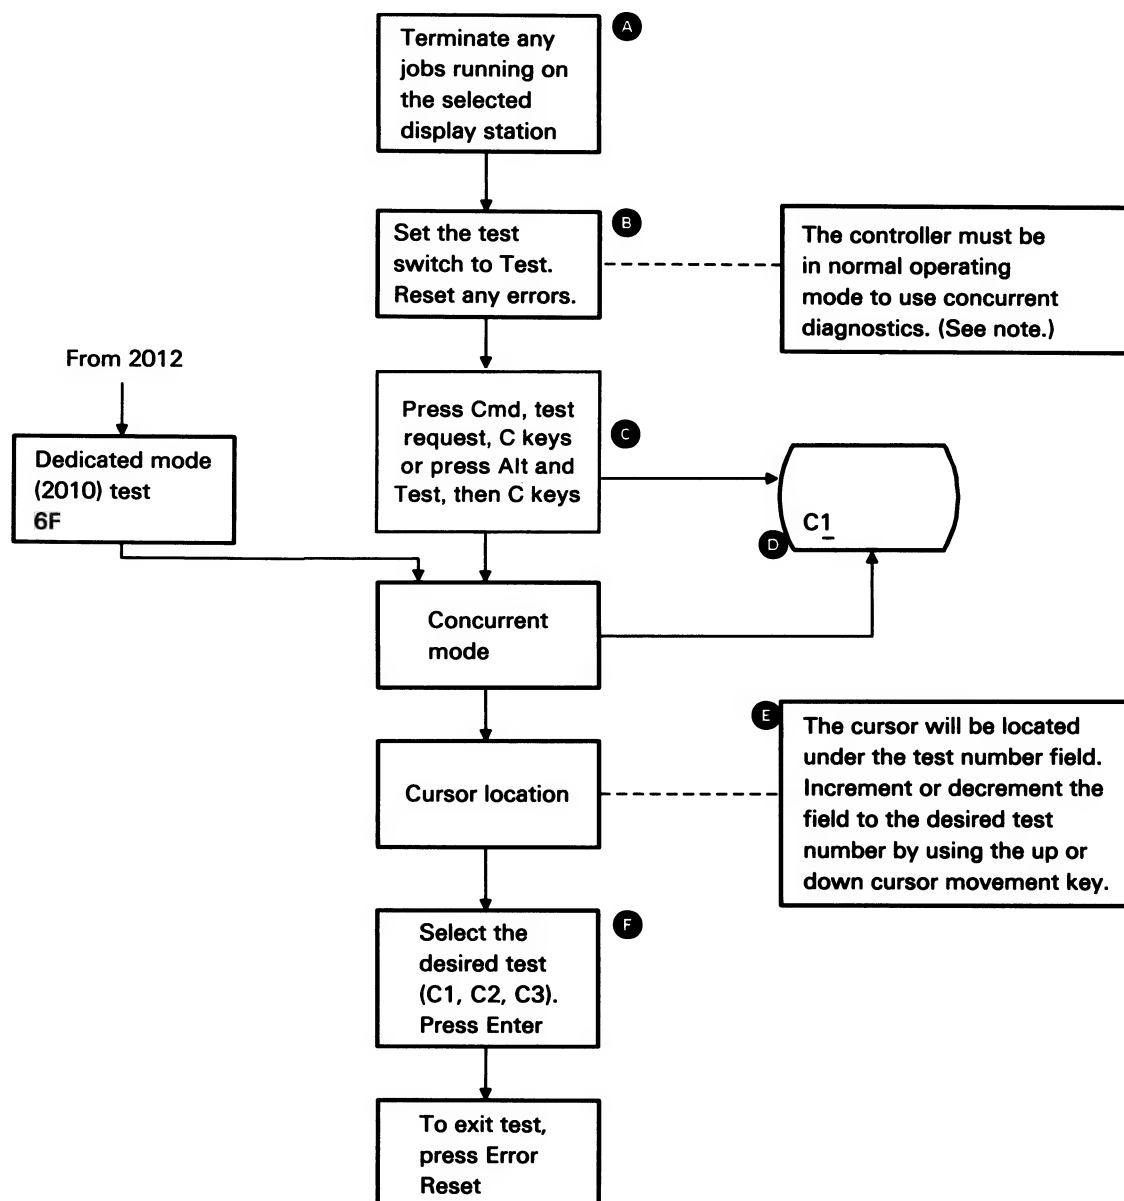 A
Terminate any
jobs running on
the selected
display station
B
Set the test
switch to Test.
Reset any errors.
The controller must be
in normal operating
mode to use concurrent
diagnostics. (See note.)
From 2012
Dedicated mode
(2010) test
6F
C
Press Cmd, test
request, C keys
or press Alt and
Test, then C keys
C1
D
Concurrent
mode
E
Cursor location
The cursor will be located
under the test number field.
Increment or decrement the
field to the desired test
number by using the up or
down cursor movement key.
F
Select the
desired test
(C1, C2, C3).
Press Enter
To exit test,
press Error
Reset